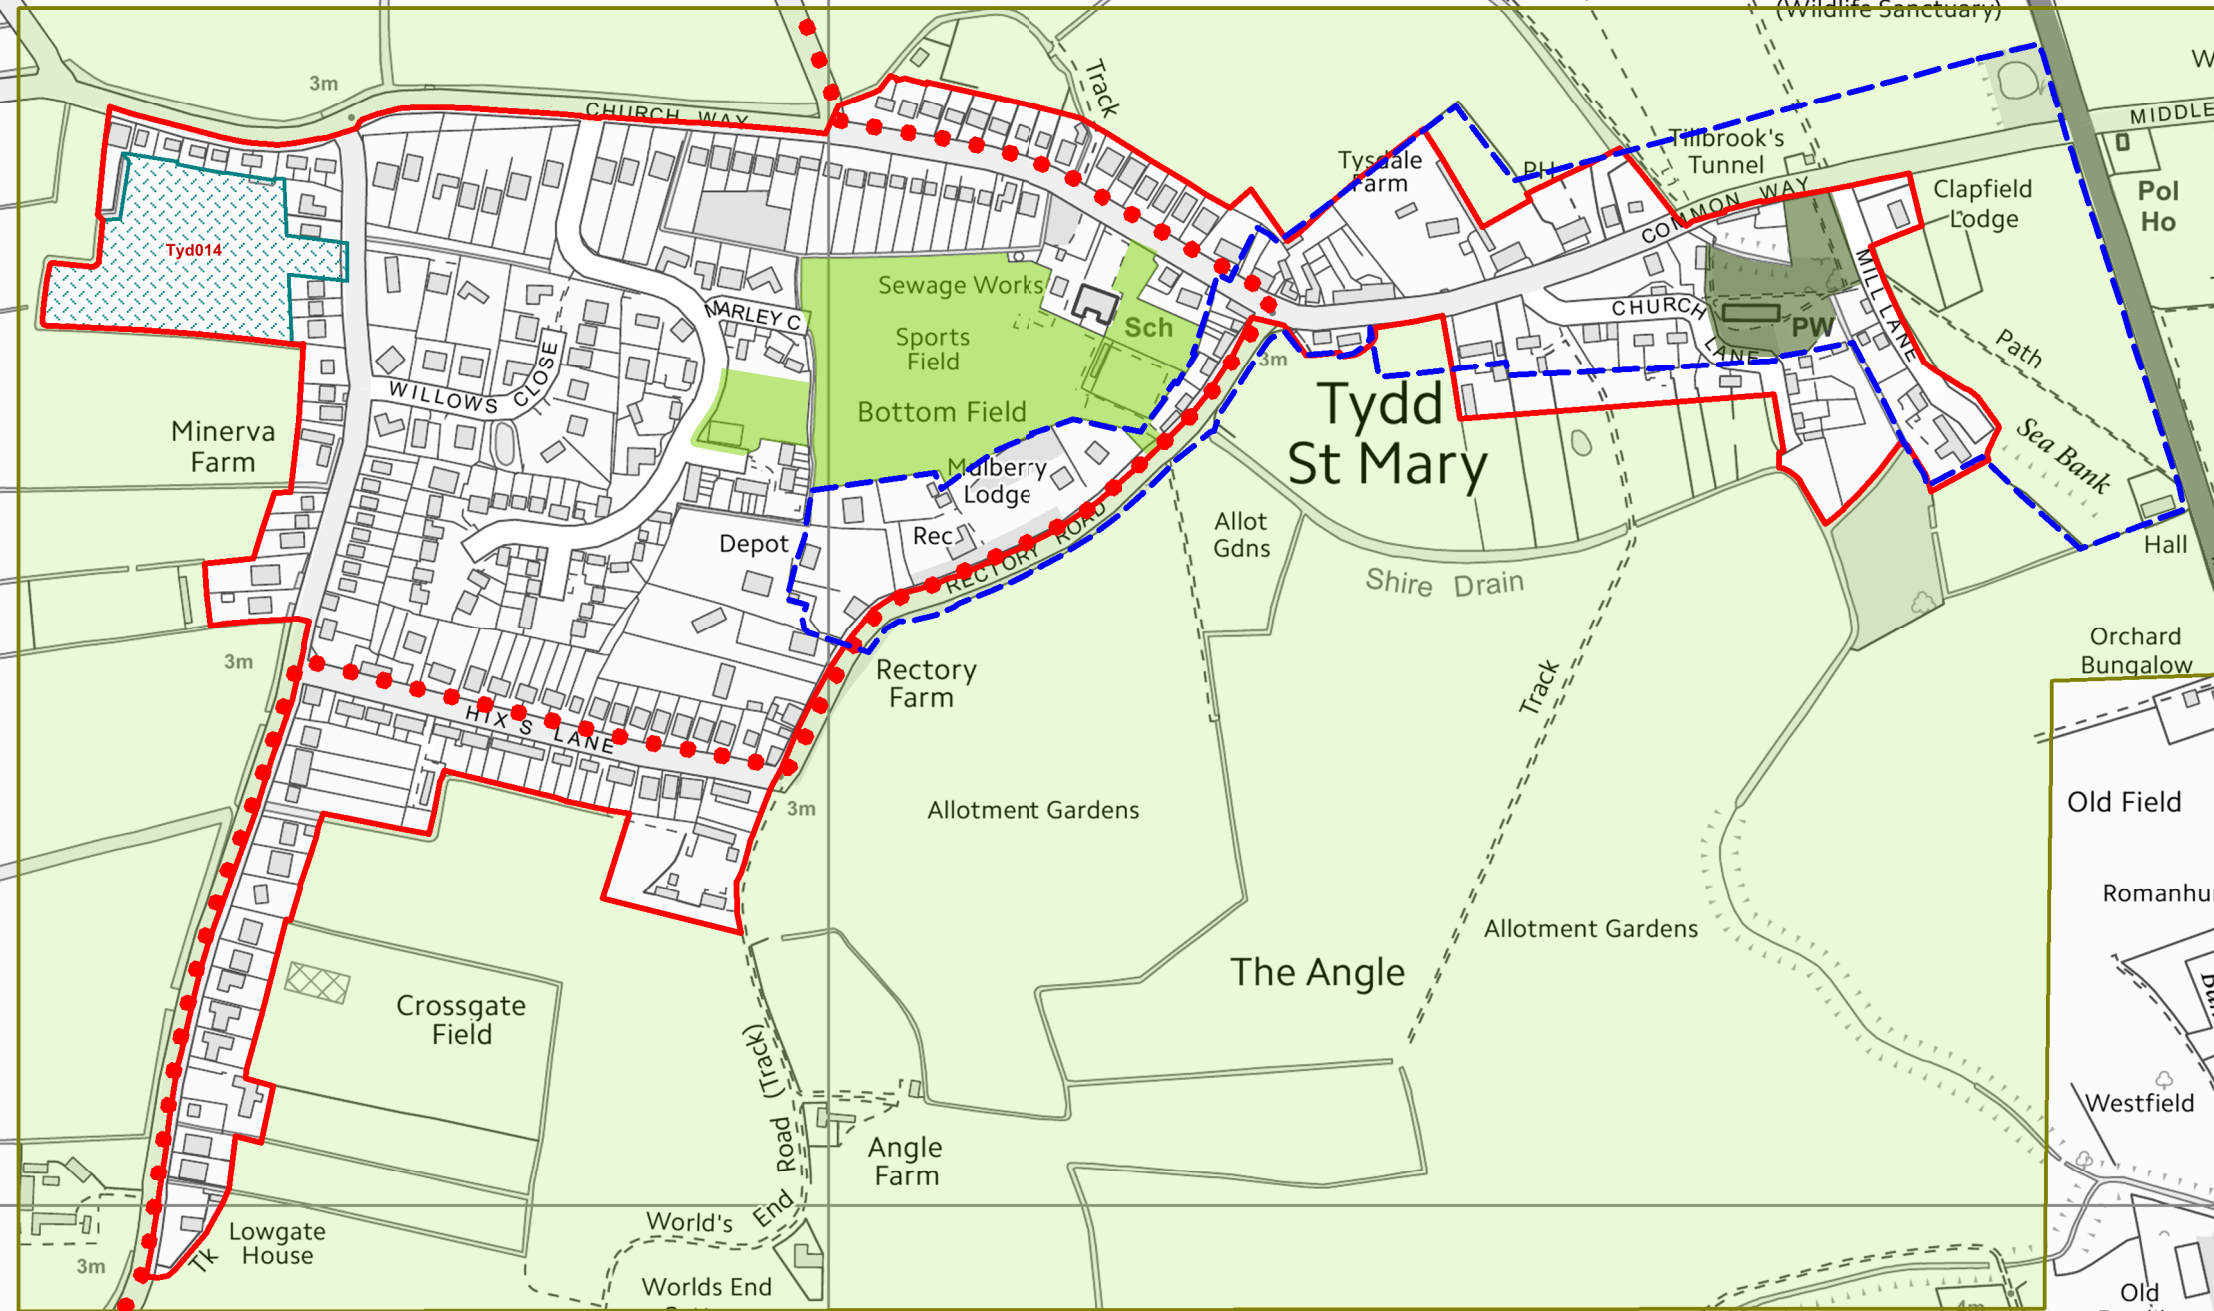 (Wildlife Sanctuary)
3m
Track
CHURCH WAY
MIDDLE
Tillbrook's
Tunnel
Tysdale
Farm
PH
Clapfield
Lodge
Pol
Ho
COMMON WAY
Tyd014
Sewage Works
MARLEY C
CHURCH
LANE
PW
MILL LANE
Path
Sch
Sports
Field
3m
WILLOWS CLOSE
Bottom Field
Tydd
St Mary
Minerva
Farm
Sea Bank
Mulberry
Lodge
Rec
Depot
RECTORY ROAD
Allot
Gdns
Hall
Shire Drain
Orchard
Bungalow
3m
Rectory
Farm
Track
HIX'S LANE
3m
Allotment Gardens
Old Field
Romanhu
Allotment Gardens
The Angle
Crossgate
Field
World's End Road (Track)
Westfield
Angle
Farm
Lowgate
House
Tk
3m
Worlds End
Old
4m